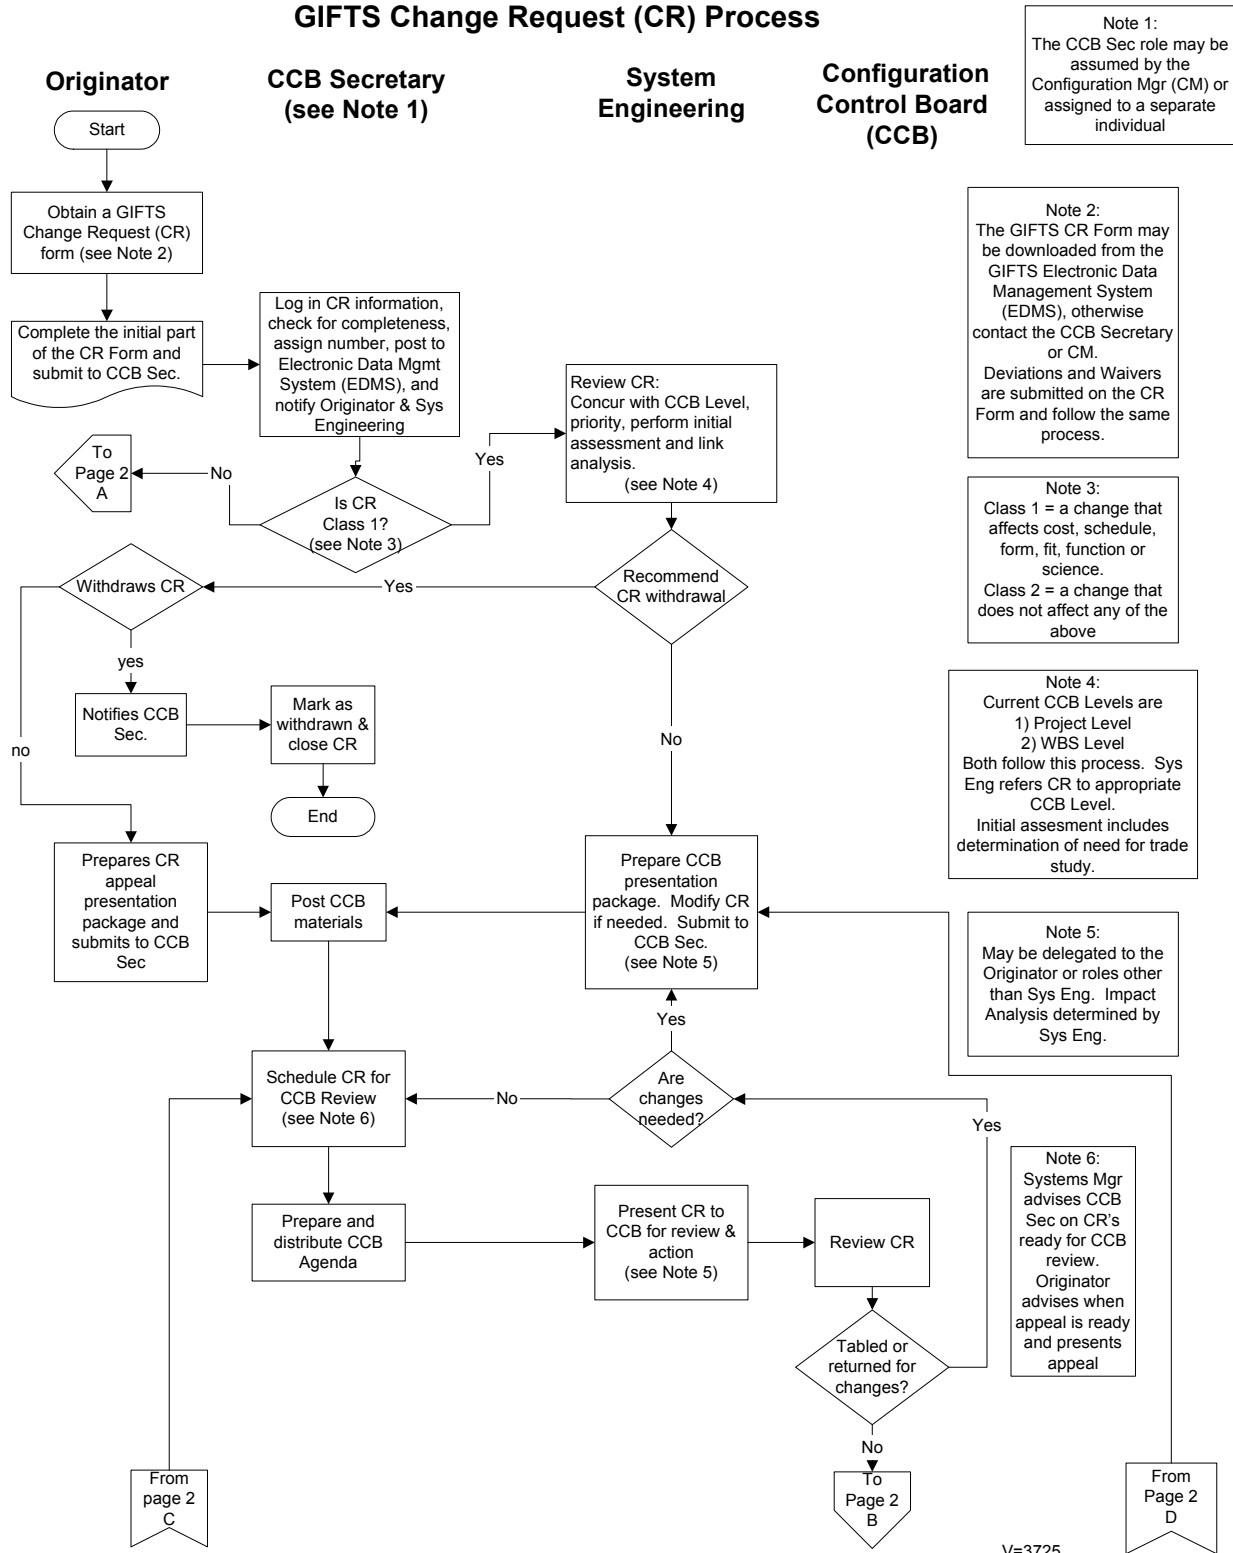 GIFTS Change Request (CR) Process
Note 1:
The CCB Sec role may be
assumed by the
Configuration Mgr (CM) or
assigned to a separate
individual
Originator
CCB Secretary
(see Note 1)
System
Engineering
Configuration
Control Board
(CCB)
Start
Obtain a GIFTS
Change Request (CR)
form (see Note 2)
Note 2:
The GIFTS CR Form may
be downloaded from the
GIFTS Electronic Data
Management System
(EDMS), otherwise
contact the CCB Secretary
or CM.
Deviations and Waivers
are submitted on the CR
Form and follow the same
process.
Complete the initial part
of the CR Form and
submit to CCB Sec.
Log in CR information,
check for completeness,
assign number, post to
Electronic Data Mgmt
System (EDMS), and
notify Originator & Sys
Engineering
Review CR:
Concur with CCB Level,
priority, perform initial
assessment and link
analysis.
(see Note 4)
To
Page 2
A
No
Yes
Is CR
Class 1?
(see Note 3)
Note 3:
Class 1 = a change that
affects cost, schedule,
form, fit, function or
science.
Class 2 = a change that
does not affect any of the
above
Withdraws CR
Yes
Recommend
CR withdrawal
yes
Notifies CCB
Sec.
Mark as
withdrawn &
close CR
no
No
End
Note 4:
Current CCB Levels are
1) Project Level
2) WBS Level
Both follow this process.  Sys
Eng refers CR to appropriate
CCB Level.
Initial assesment includes
determination of need for trade
study.
Prepares CR
appeal
presentation
package and
submits to CCB
Sec
Post CCB
materials
Prepare CCB
presentation
package.  Modify CR
if needed.  Submit to
CCB Sec.
(see Note 5)
Note 5:
May be delegated to the
Originator or roles other
than Sys Eng.  Impact
Analysis determined by
Sys Eng.
Yes
Schedule CR for
CCB Review
(see Note 6)
No
Are
changes
needed?
Yes
Note 6:
Systems Mgr
advises CCB
Sec on CR's
ready for CCB
review.
Originator
advises when
appeal is ready
and presents
appeal
Prepare and
distribute CCB
Agenda
Present CR to
CCB for review &
action
(see Note 5)
Review CR
Tabled or
returned for
changes?
No
From
page 2
C
To
Page 2
B
From
Page 2
D
V=3725